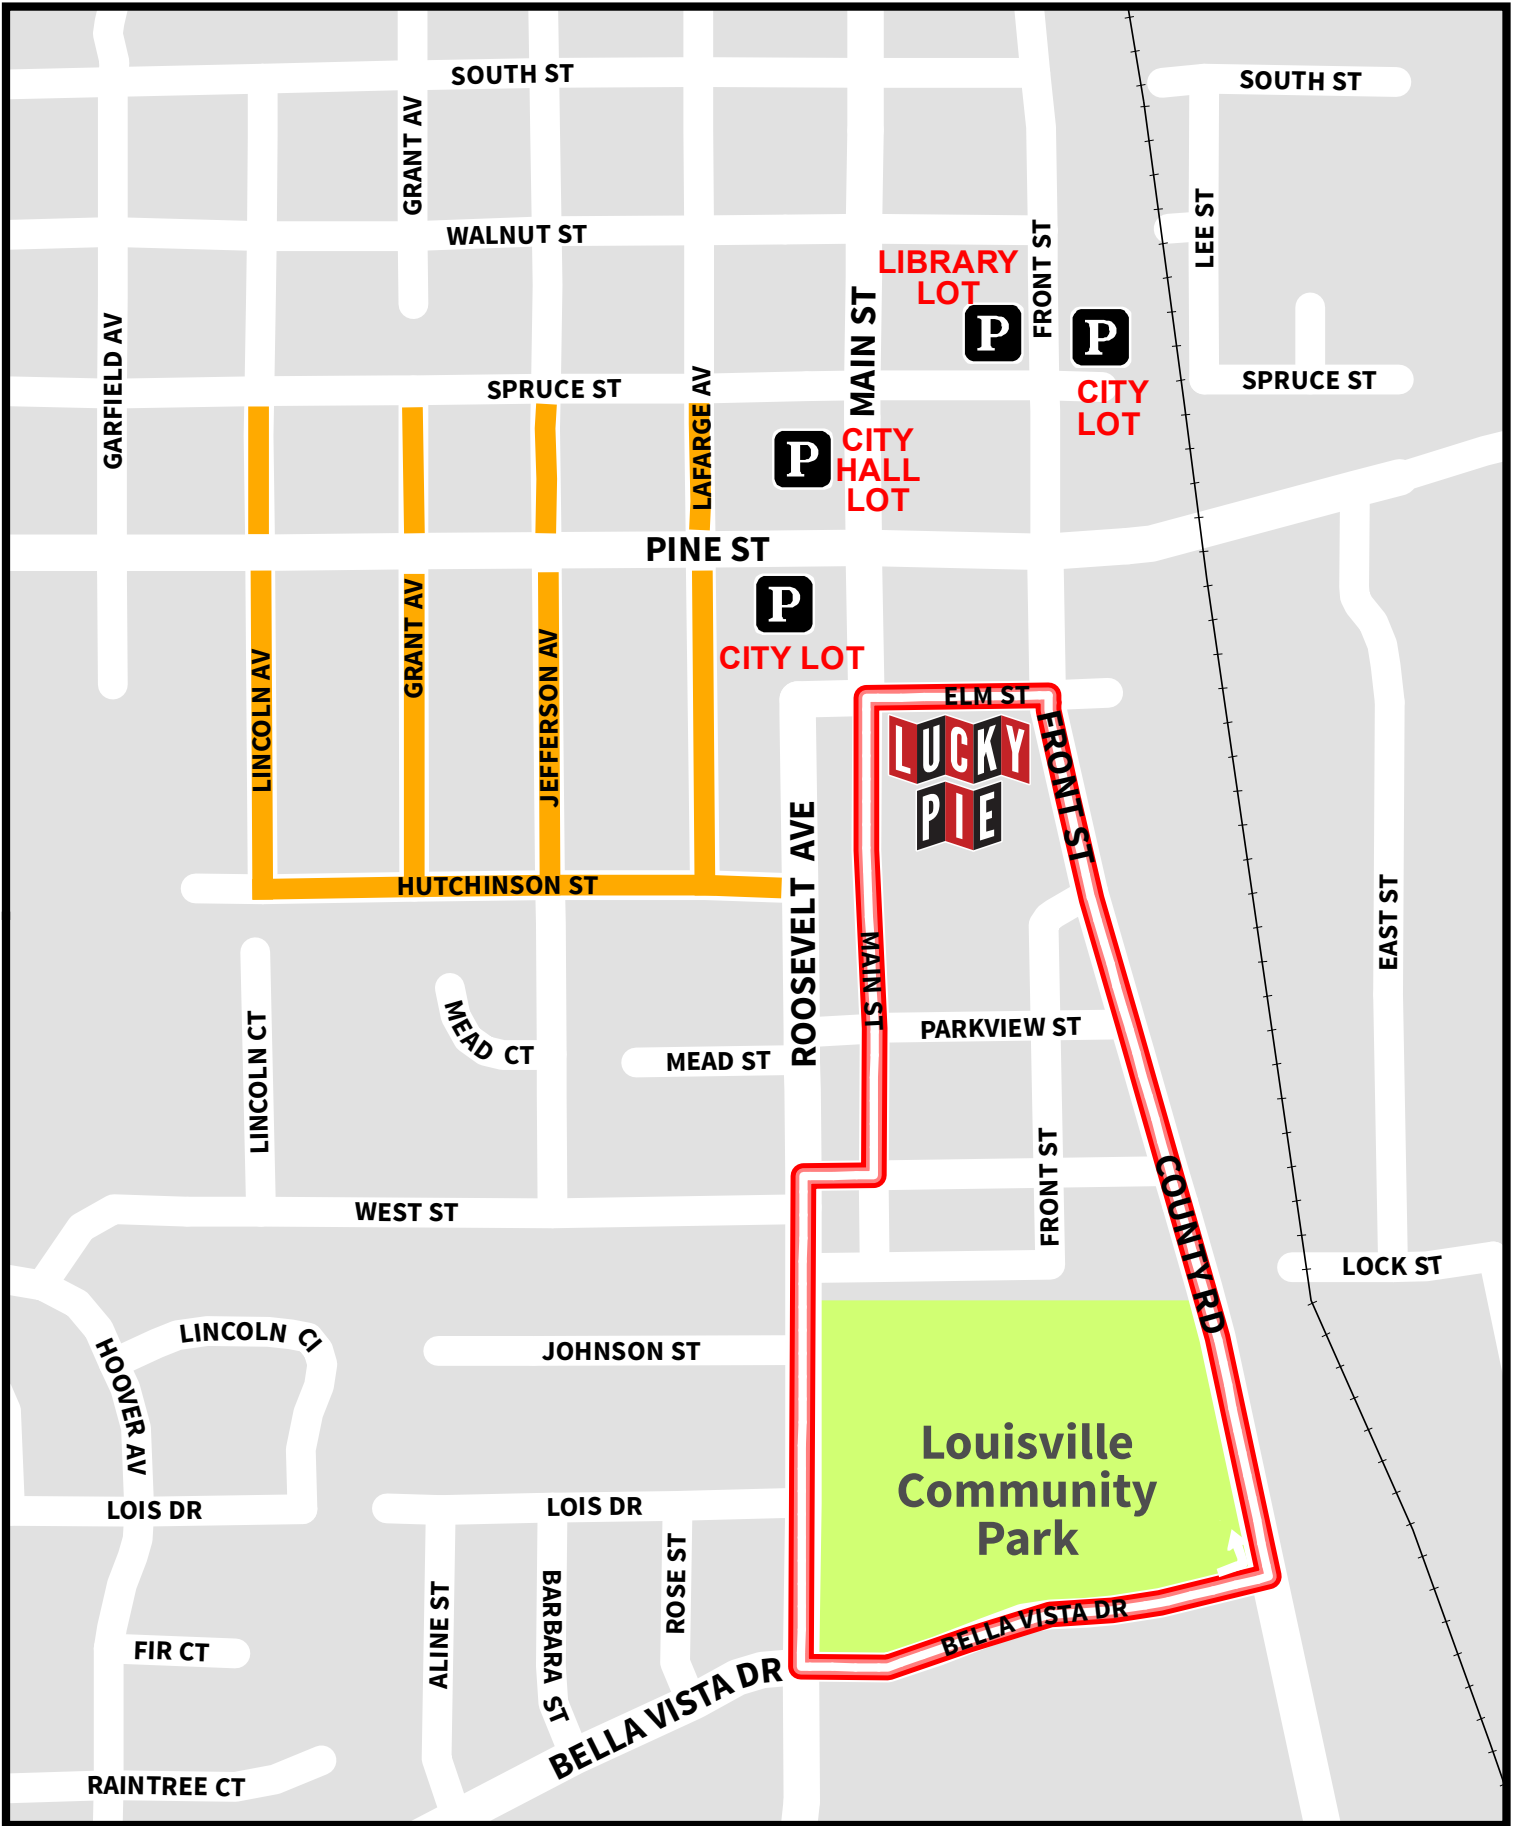 SOUTH ST
SOUTH ST
GRANT AV
WALNUT ST
LEE ST
FRONT ST
LIBRARY
LOT
P
P
MAIN ST
GARFIELD AV
SPRUCE ST
LAFARGE AV
SPRUCE ST
CITY
LOT
P
CITY
HALL
LOT
PINE ST
P
CITY LOT
LINCOLN AV
GRANT AV
JEFFERSON AV
ELM ST
LUCKY
PIE
FRONT ST
ROOSEVELT AVE
HUTCHINSON ST
MAIN ST
EAST ST
LINCOLN CT
MEAD CT
MEAD ST
PARKVIEW ST
FRONT ST
COUNTY RD
WEST ST
LOCK ST
LINCOLN CI
HOOVER AV
JOHNSON ST
Louisville
Community
Park
LOIS DR
LOIS DR
ROSE ST
BARBARA ST
ALINE ST
BELLA VISTA DR
FIR CT
BELLA VISTA DR
RAINTREE CT